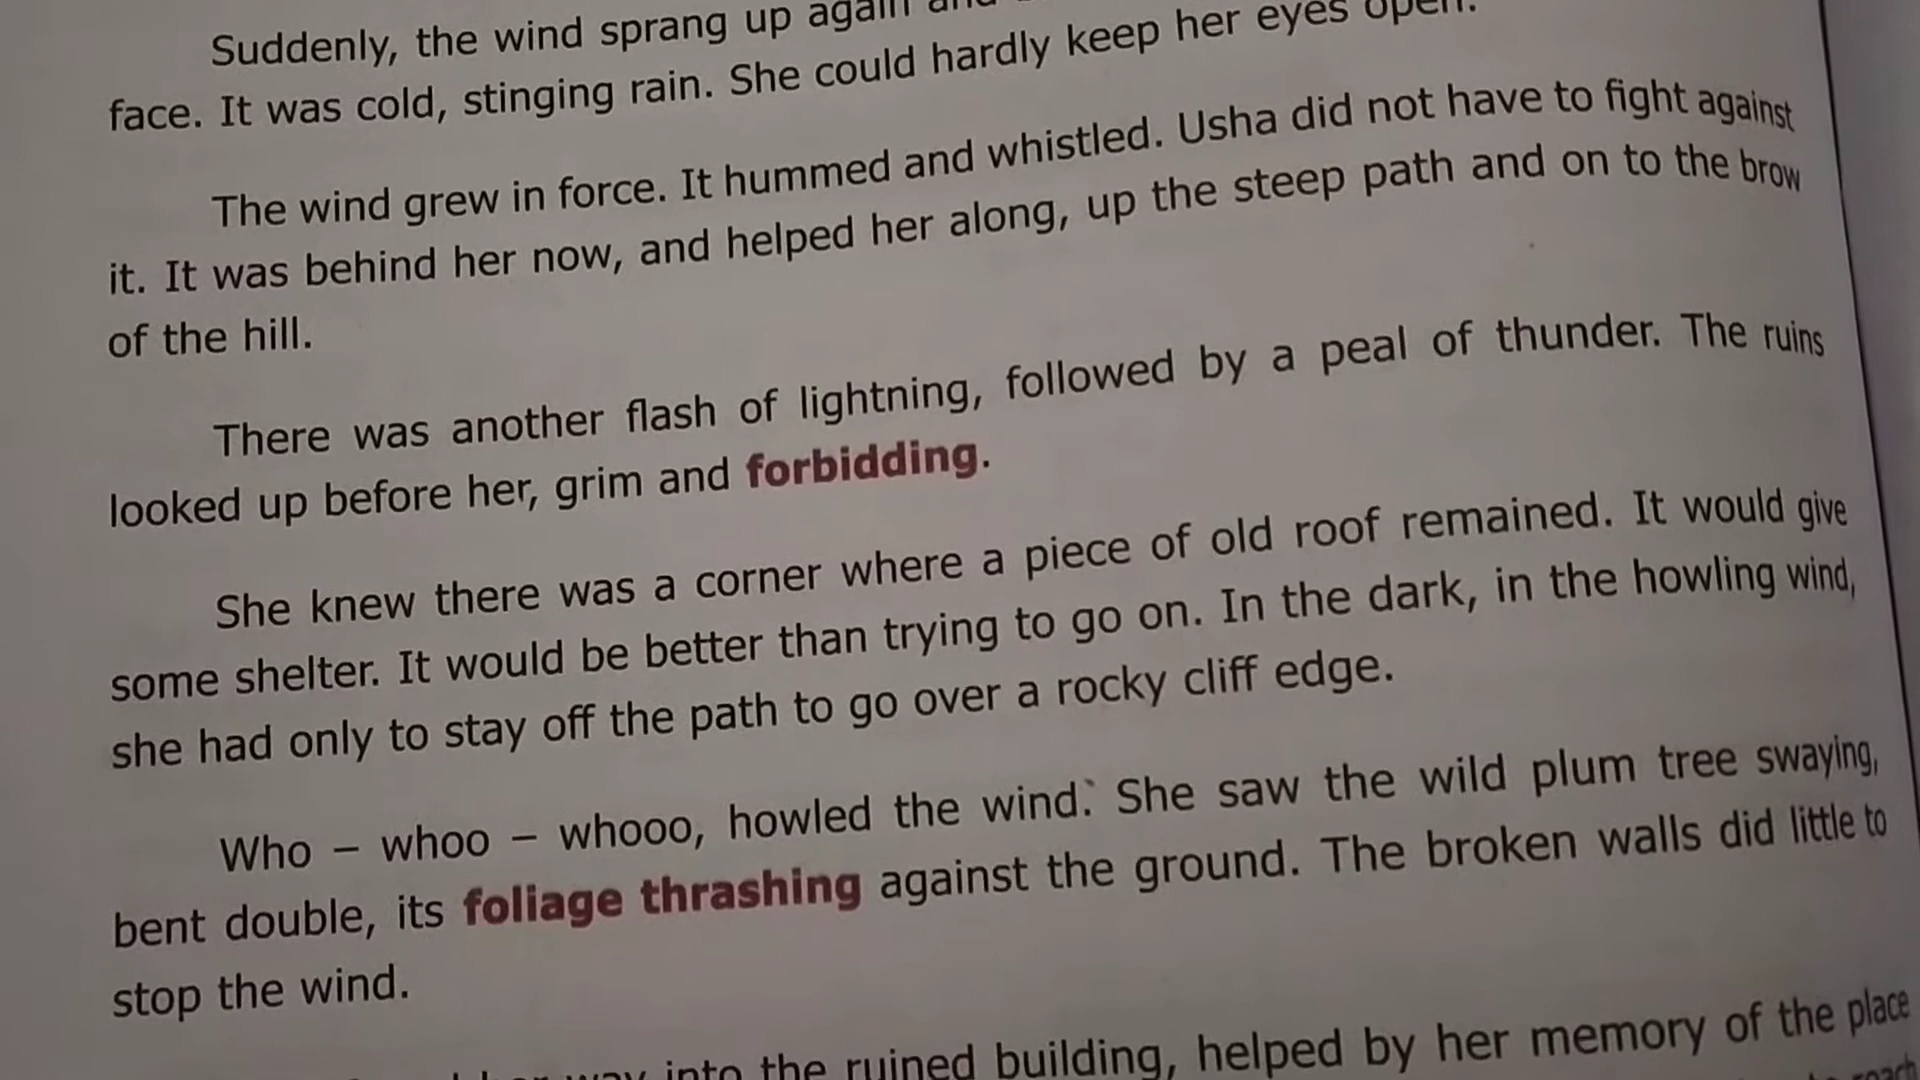 Suddenly, the wind sprang up again
face. It was cold, stinging rain. She could hardly keep her eyes open.
The wind grew in force. It hummed and whistled. Usha did not have to fight against
it. It was behind her now, and helped her along, up the steep path and on to the brow
of the hill.
There was another flash of lightning, followed by a peal of thunder. The ruins
looked up before her, grim and forbidding.
She knew there was a corner where a piece of old roof remained. It would give
some shelter. It would be better than trying to go on. In the dark, in the howling wind,
she had only to stay off the path to go over a rocky cliff edge.
Who – whoo – whooo, howled the wind. She saw the wild plum tree swaying,
bent double, its foliage thrashing against the ground. The broken walls did little to
stop the wind.
way into the ruined building, helped by her memory of the place